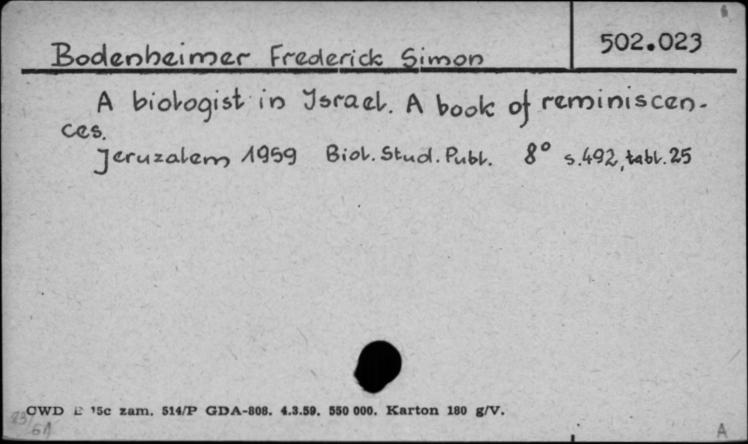 Bodenheimer Frederick Simon
502.023
A biologist in Israel. A book of reminiscen-
ces.
Jeruzalem 1959 Biol. Stud. Publ. 8° s.492, tabl. 25
CWD zam. 514/P GDA-808. 4.3.59. 550 000. Karton 180 g/V.
A